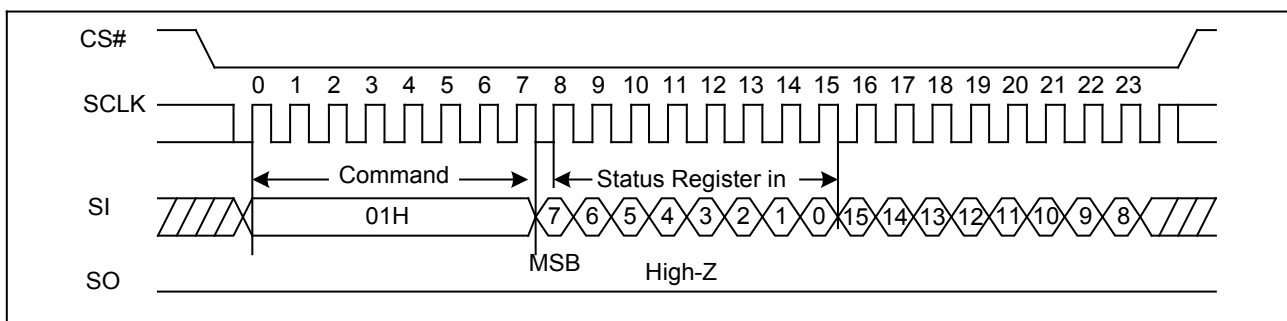 CS#
0 1 2 3 4 5 6 7 8 9 10 11 12 13 14 15 16 17 18 19 20 21 22 23
SCLK
Command Status Register in
SI 01H 7 6 5 4 3 2 1 0 15 14 13 12 11 10 9 8
MSB High-Z
SO